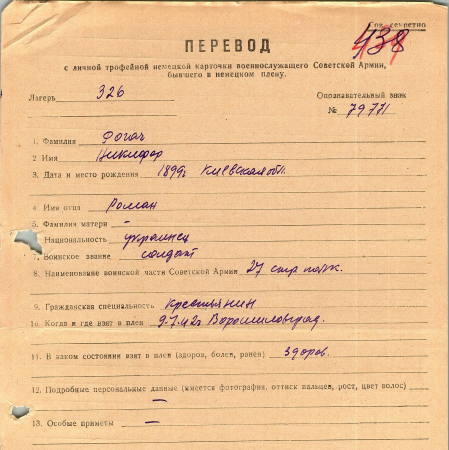 Сов. секретно
438
ПЕРЕВОД
с личной трофейной немецкой карточки военнослужащего Советской Армии,
бывшего в немецком плену.
Лагерь 326
Опознавательный знак
№ 79771
1. Фамилия Рогач
2 Имя Никифор
3. Дата и место рождения 1899г Киевская обл.
4. Имя отца Роман
5. Фамилия матери –
Национальность украинец
7. Воинское звание солдат
8. Наименование воинской части Советской Армии 27 стр полк.
9. Гражданская специальность Крестьянин
10. Когда и где взят в плен 9.7.42г Ворошиловград.
11. В каком состоянии взят в плен (здоров, болен, ранен) здоров.
12. Подробные персональные данные (имеется фотография, оттиск пальцев, рост, цвет волос)
—
13. Особые приметы —